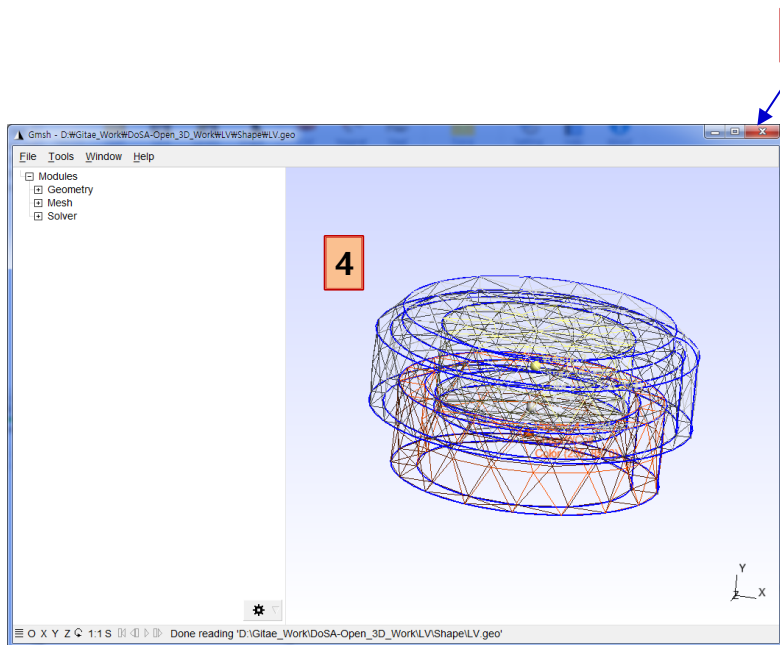 Gmsh - D:₩Gitae_Work₩DoSA-Open_3D_Work₩LV₩Shape₩LV.geo
File Tools Window Help
Modules
Geometry
Mesh
Solver
4
Y
Z X
O X Y Z 1:1 S Done reading 'D:\Gitae_Work\DoSA-Open_3D_Work\LV\Shape\LV.geo'